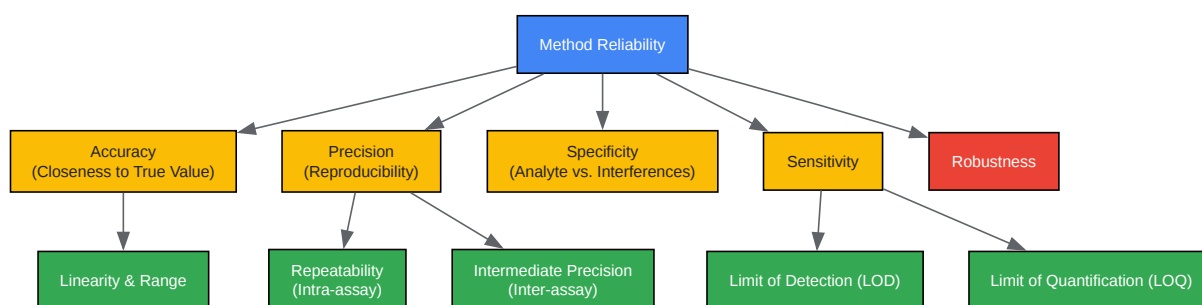 Method Reliability
Accuracy
(Closeness to True Value)
Precision
(Reproducibility)
Specificity
(Analyte vs. Interferences)
Sensitivity
Robustness
Linearity & Range
Repeatability
(Intra-assay)
Intermediate Precision
(Inter-assay)
Limit of Detection (LOD)
Limit of Quantification (LOQ)